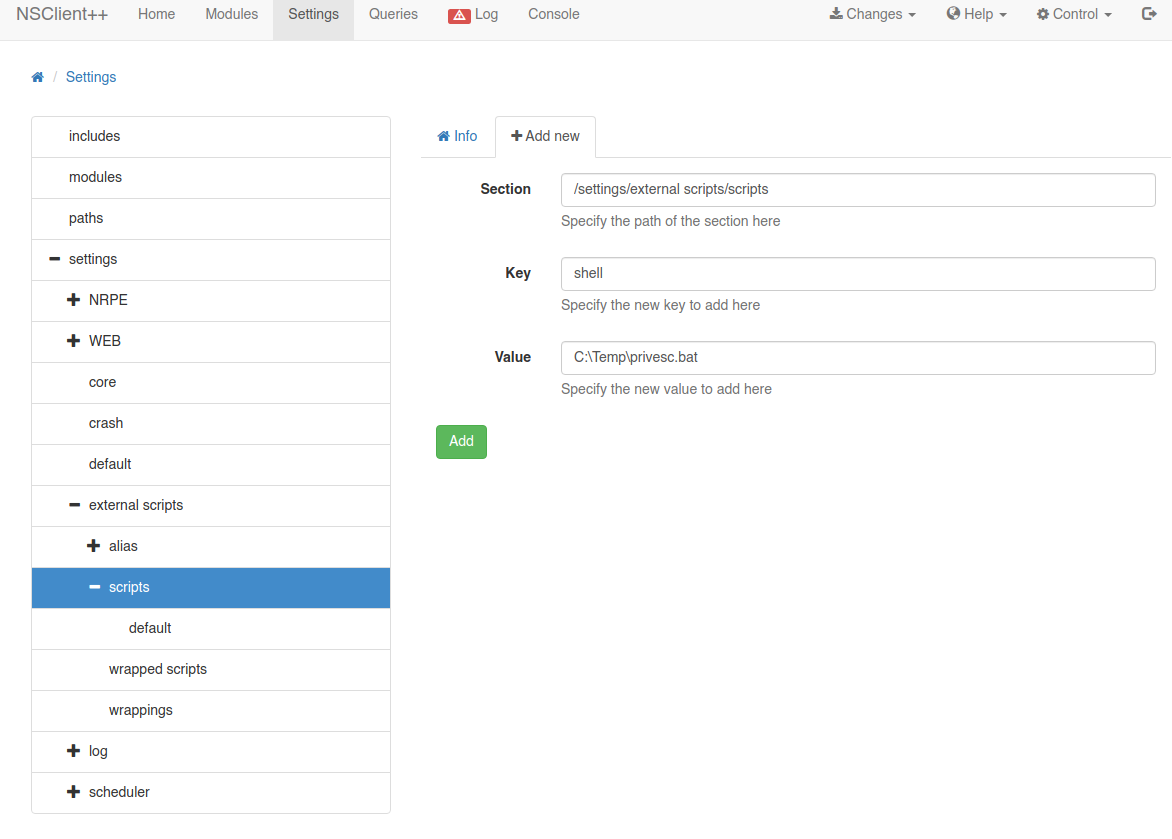 NSClient++ Home Modules Settings Queries Log Console Changes Help Control
/ Settings
includes
modules
paths
settings
NRPE
WEB
core
crash
default
external scripts
alias
scripts
default
wrapped scripts
wrappings
log
scheduler
Info Add new
Section /settings/external scripts/scripts
Specify the path of the section here
Key shell
Specify the new key to add here
Value C:\Temp\privesc.bat
Specify the new value to add here
Add